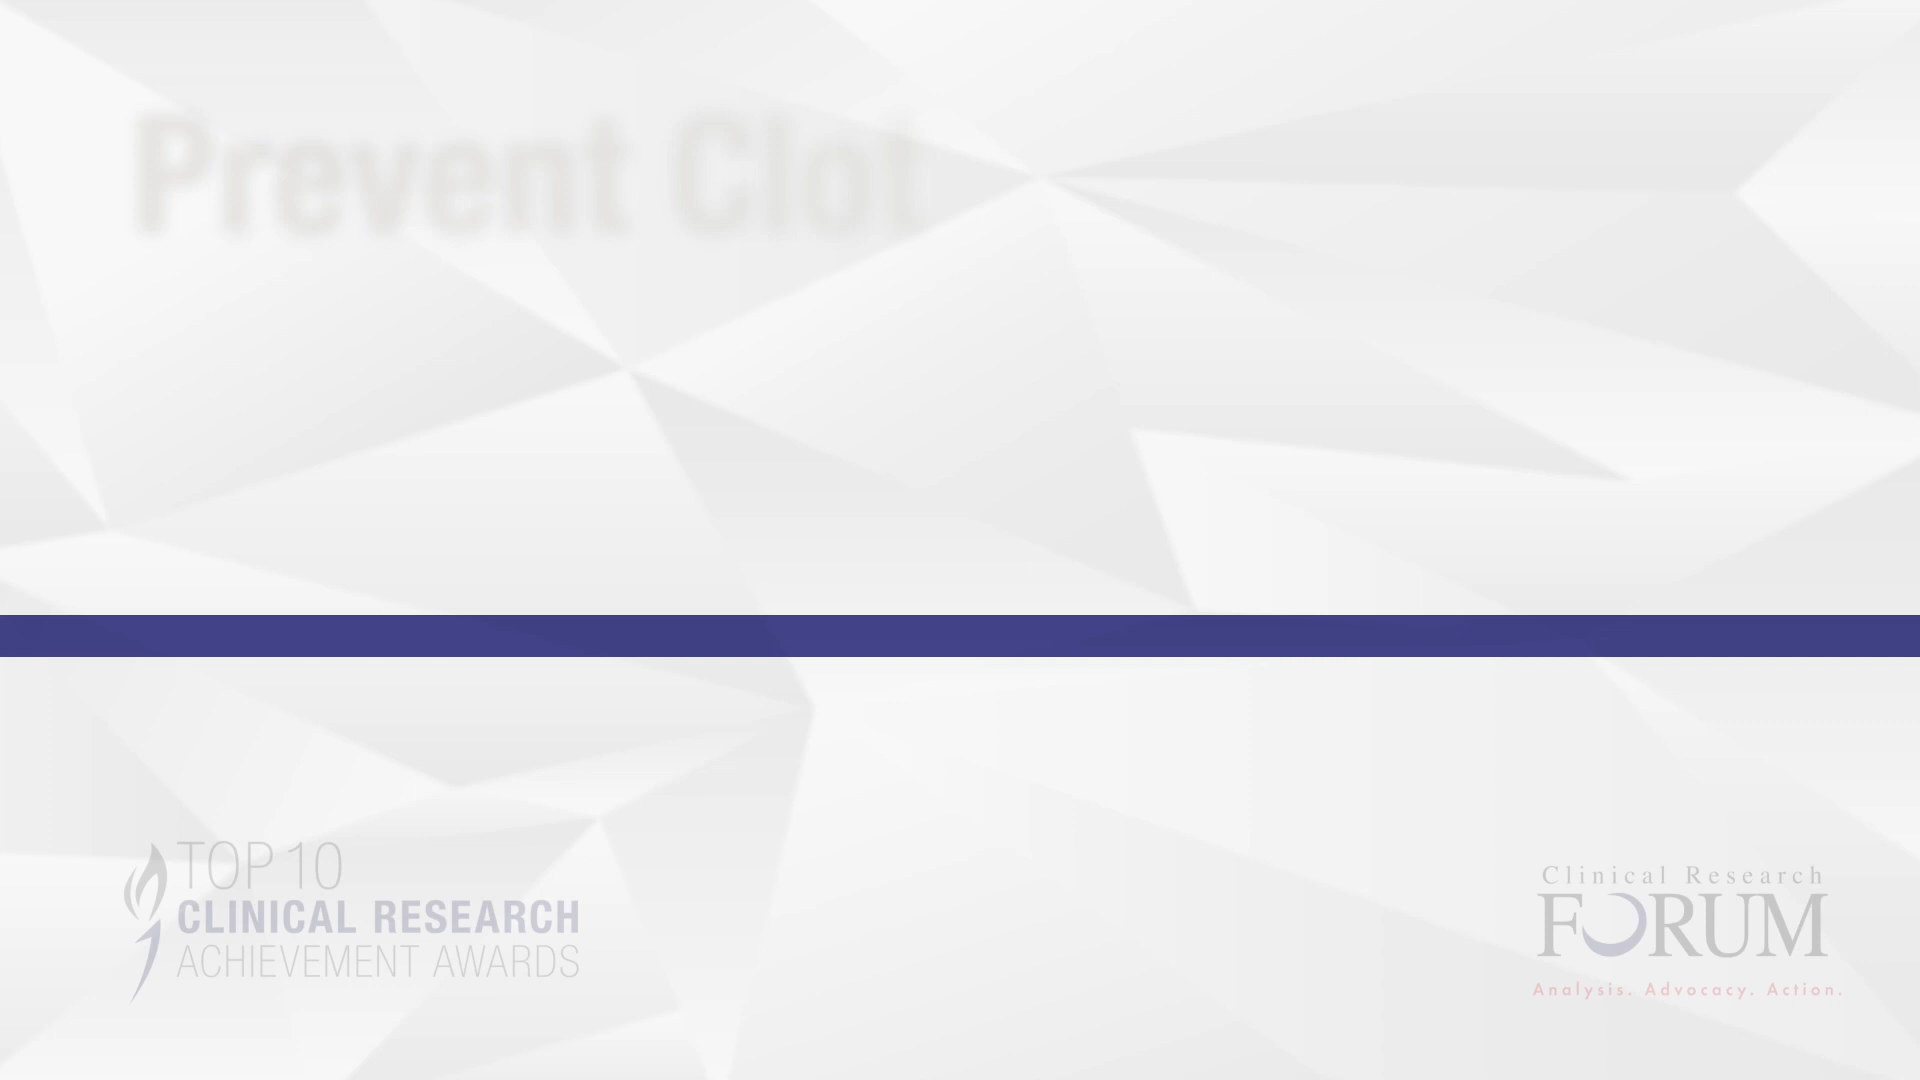 Prevent Clot
TOP 10
CLINICAL RESEARCH
ACHIEVEMENT AWARDS
Clinical Research
FORUM
Analysis. Advocacy. Action.